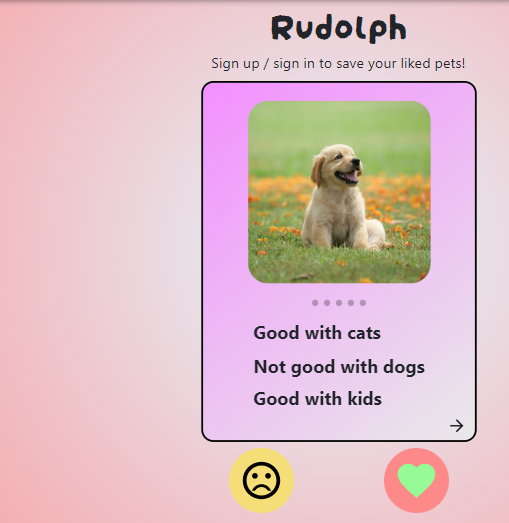 Rudolph
Sign up / sign in to save your liked pets!
Good with cats
Not good with dogs
Good with kids